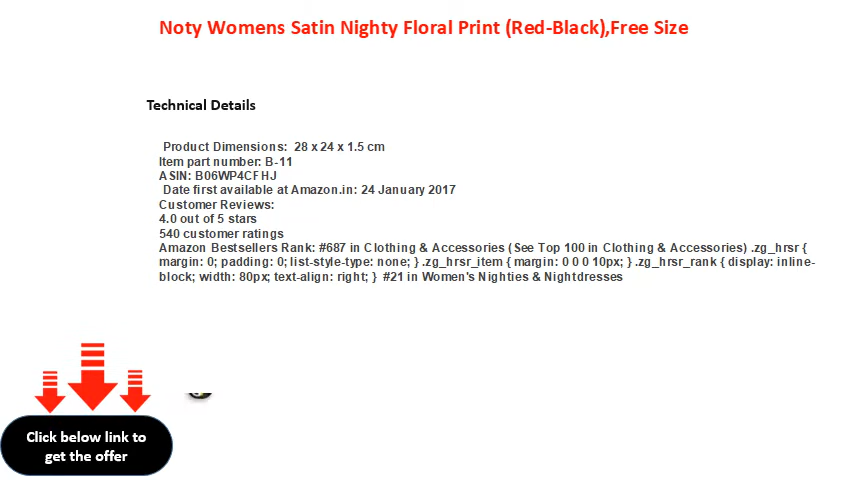 Noty Womens Satin Nighty Floral Print (Red-Black),Free Size
Technical Details
Product Dimensions: 28 x 24 x 1.5 cm
Item part number: B-11
ASIN: B06WP4CFHJ
Date first available at Amazon.in: 24 January 2017
Customer Reviews:
4.0 out of 5 stars
540 customer ratings
Amazon Bestsellers Rank: #687 in Clothing & Accessories (See Top 100 in Clothing & Accessories) .zg_hrsr {
margin: 0; padding: 0; list-style-type: none; } .zg_hrsr_item { margin: 0 0 0 10px; } .zg_hrsr_rank { display: inline-
block; width: 80px; text-align: right; } #21 in Women's Nighties & Nightdresses
Click below link to
get the offer